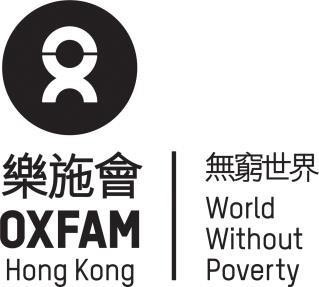 樂施會
OXFAM
Hong Kong
無窮世界
World
Without
Poverty